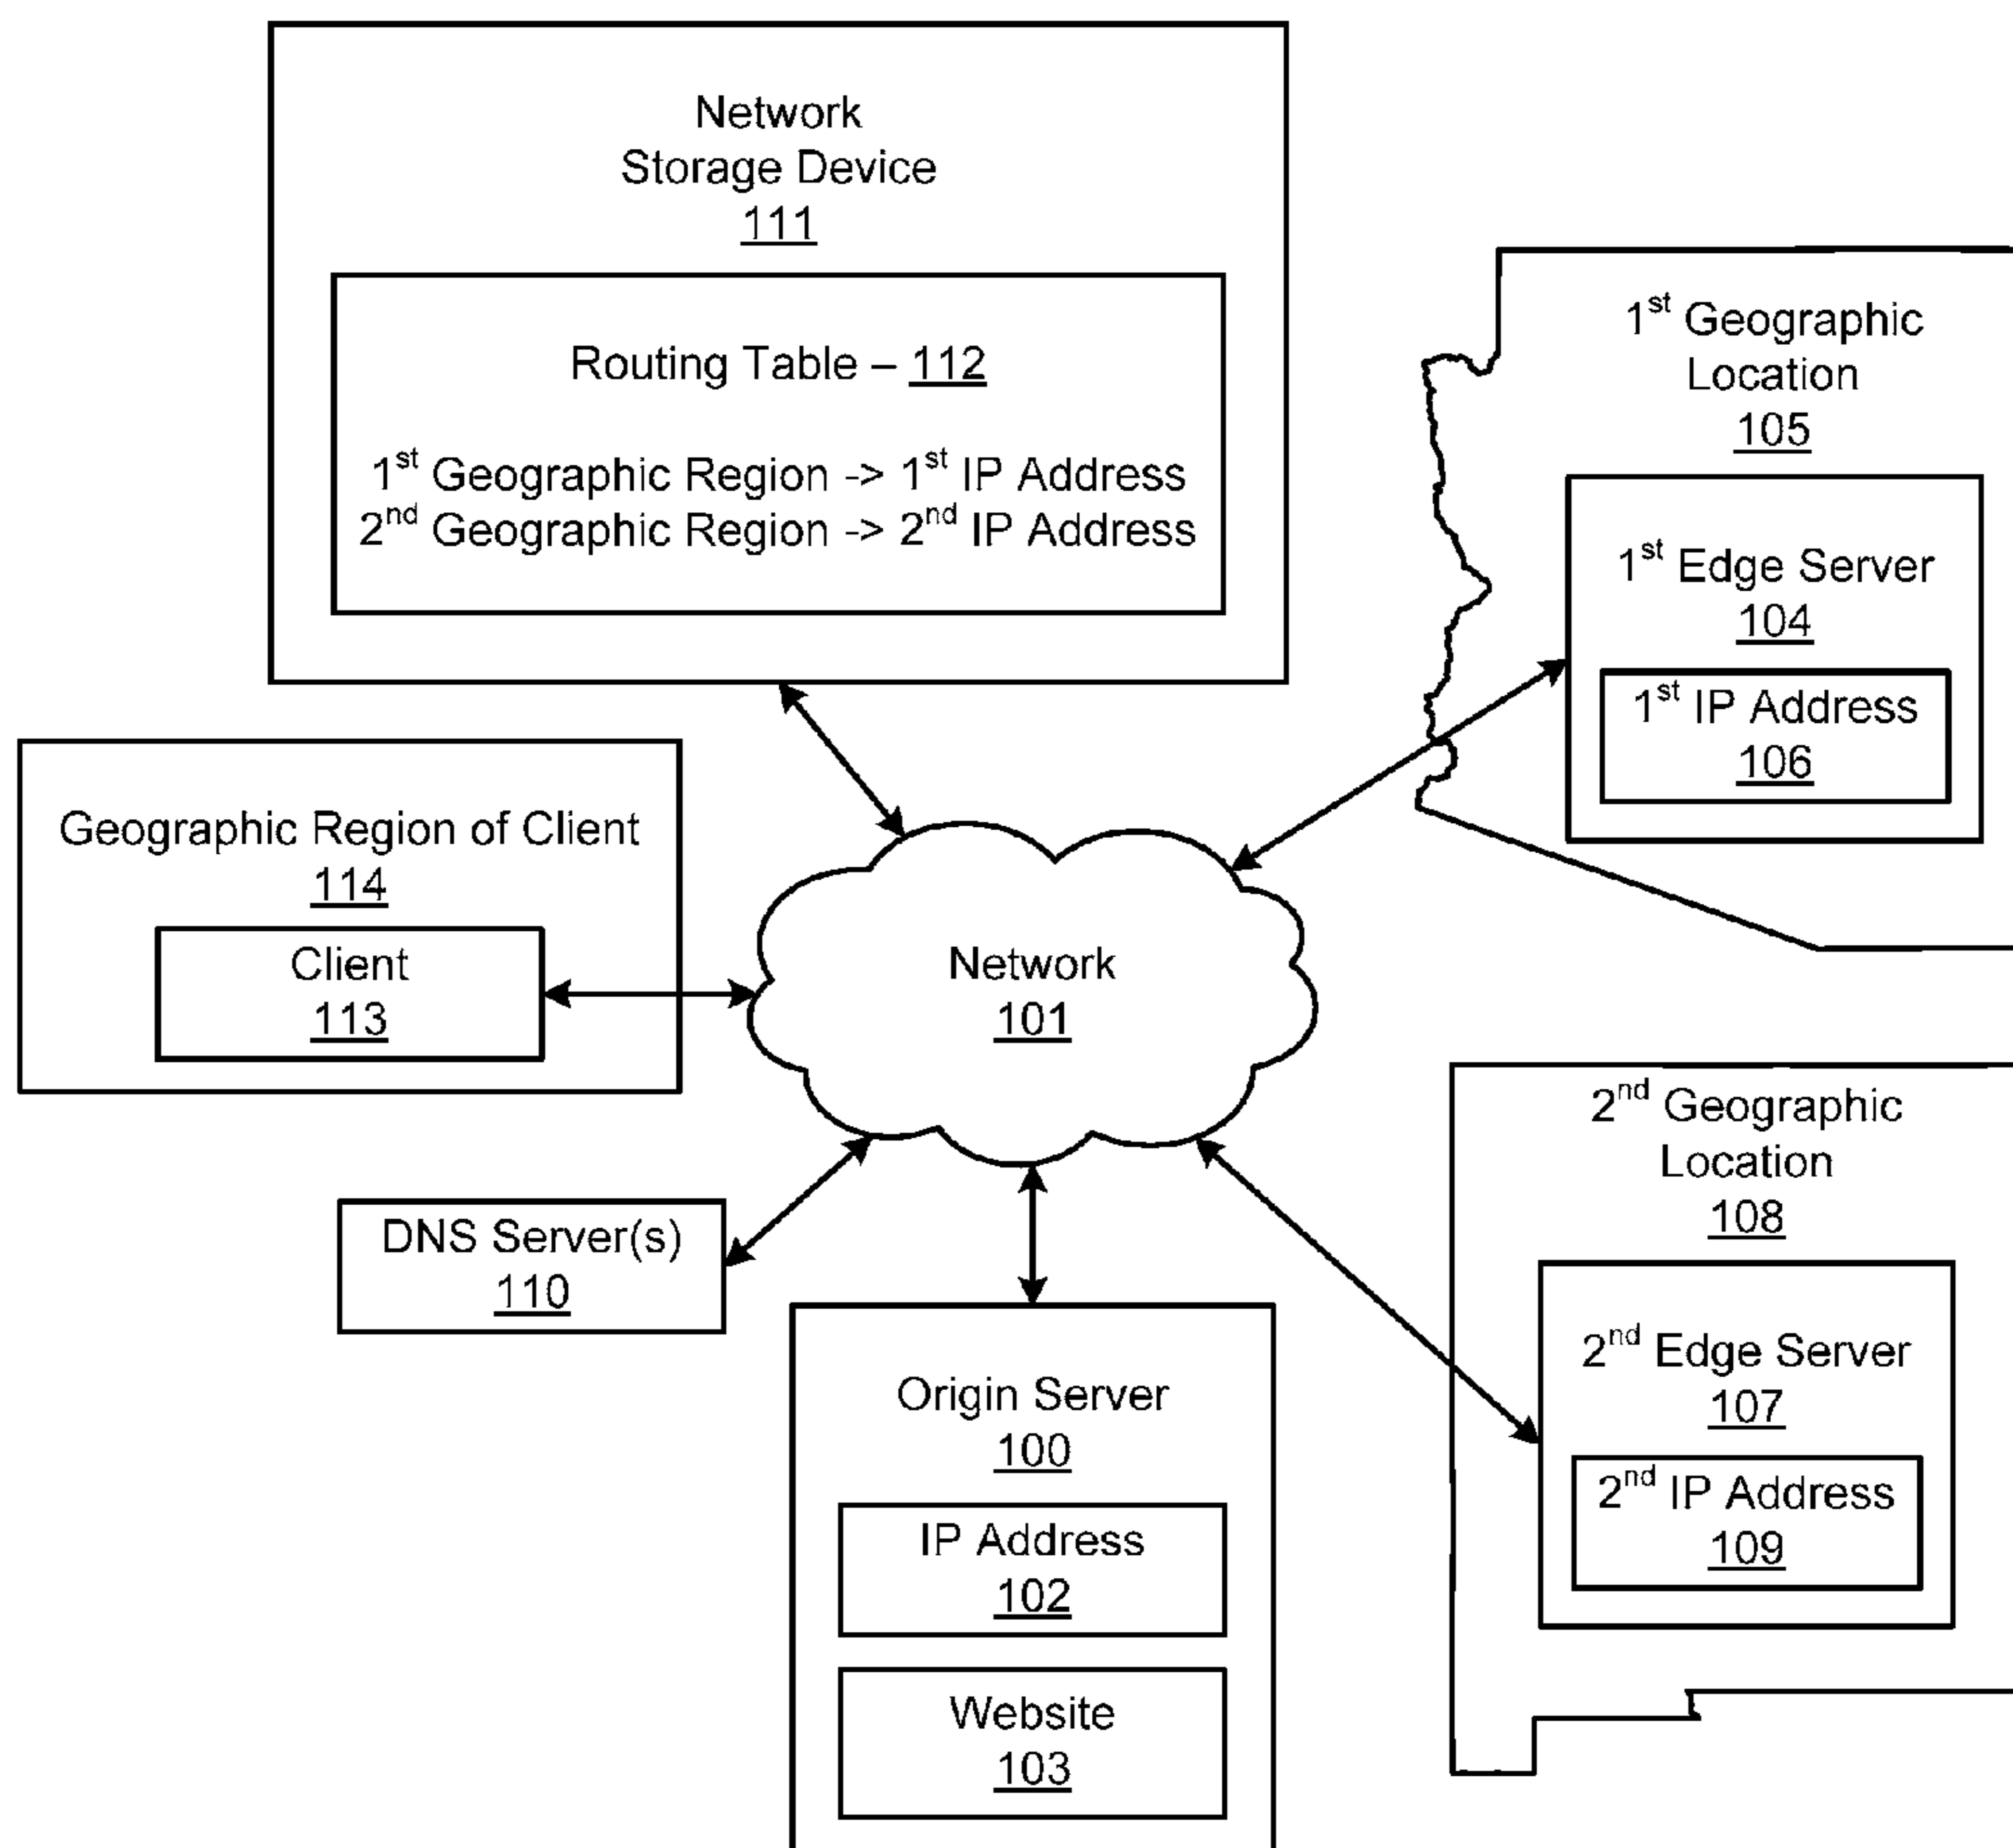 Network
Storage Device
111
Routing Table – 112
1st Geographic Region -> 1st IP Address
2nd Geographic Region -> 2nd IP Address
1st Geographic
Location
105
1st Edge Server
104
1st IP Address
106
Geographic Region of Client
114
Client
113
Network
101
2nd Geographic
Location
108
2nd Edge Server
107
2nd IP Address
109
DNS Server(s)
110
Origin Server
100
IP Address
102
Website
103